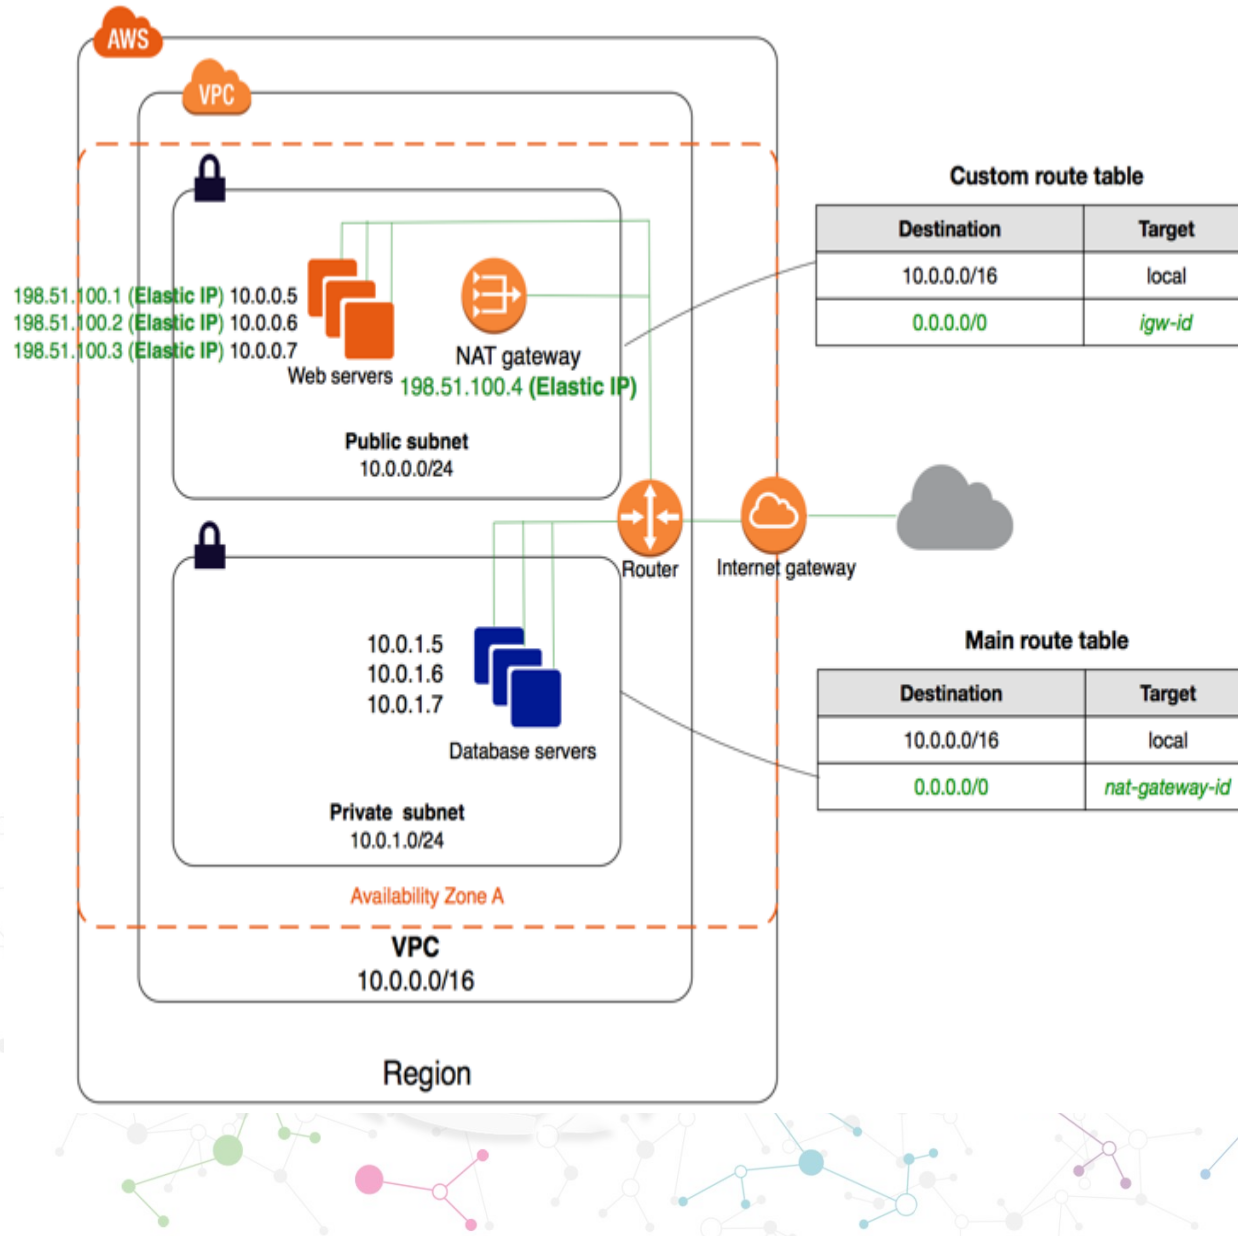 AWS
VPC
198.51.100.1 (Elastic IP) 10.0.0.5
198.51.100.2 (Elastic IP) 10.0.0.6
198.51.100.3 (Elastic IP) 10.0.0.7
Web servers
NAT gateway
198.51.100.4 (Elastic IP)
Public subnet
10.0.0.0/24
Custom route table
Destination Target
10.0.0.0/16 local
0.0.0.0/0 igw-id
Router
Internet gateway
10.0.1.5
10.0.1.6
10.0.1.7
Database servers
Private subnet
10.0.1.0/24
Main route table
Destination Target
10.0.0.0/16 local
0.0.0.0/0 nat-gateway-id
Availability Zone A
VPC
10.0.0.0/16
Region